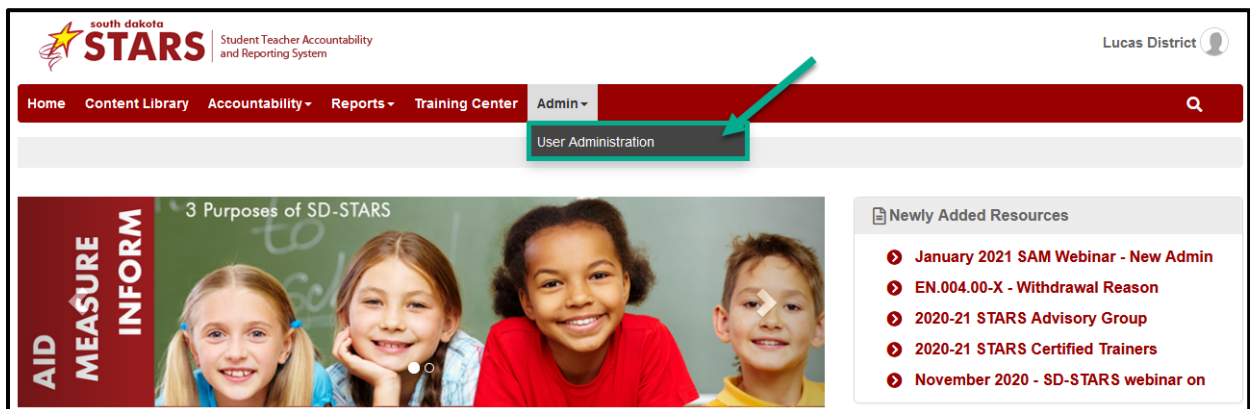 south dakota
STARS
Student Teacher Accountability
and Reporting System
Lucas District
Home Content Library Accountability Reports Training Center Admin
User Administration
3 Purposes of SD-STARS
AID
MEASURE
INFORM
Newly Added Resources
January 2021 SAM Webinar - New Admin
EN.004.00-X - Withdrawal Reason
2020-21 STARS Advisory Group
2020-21 STARS Certified Trainers
November 2020 - SD-STARS webinar on